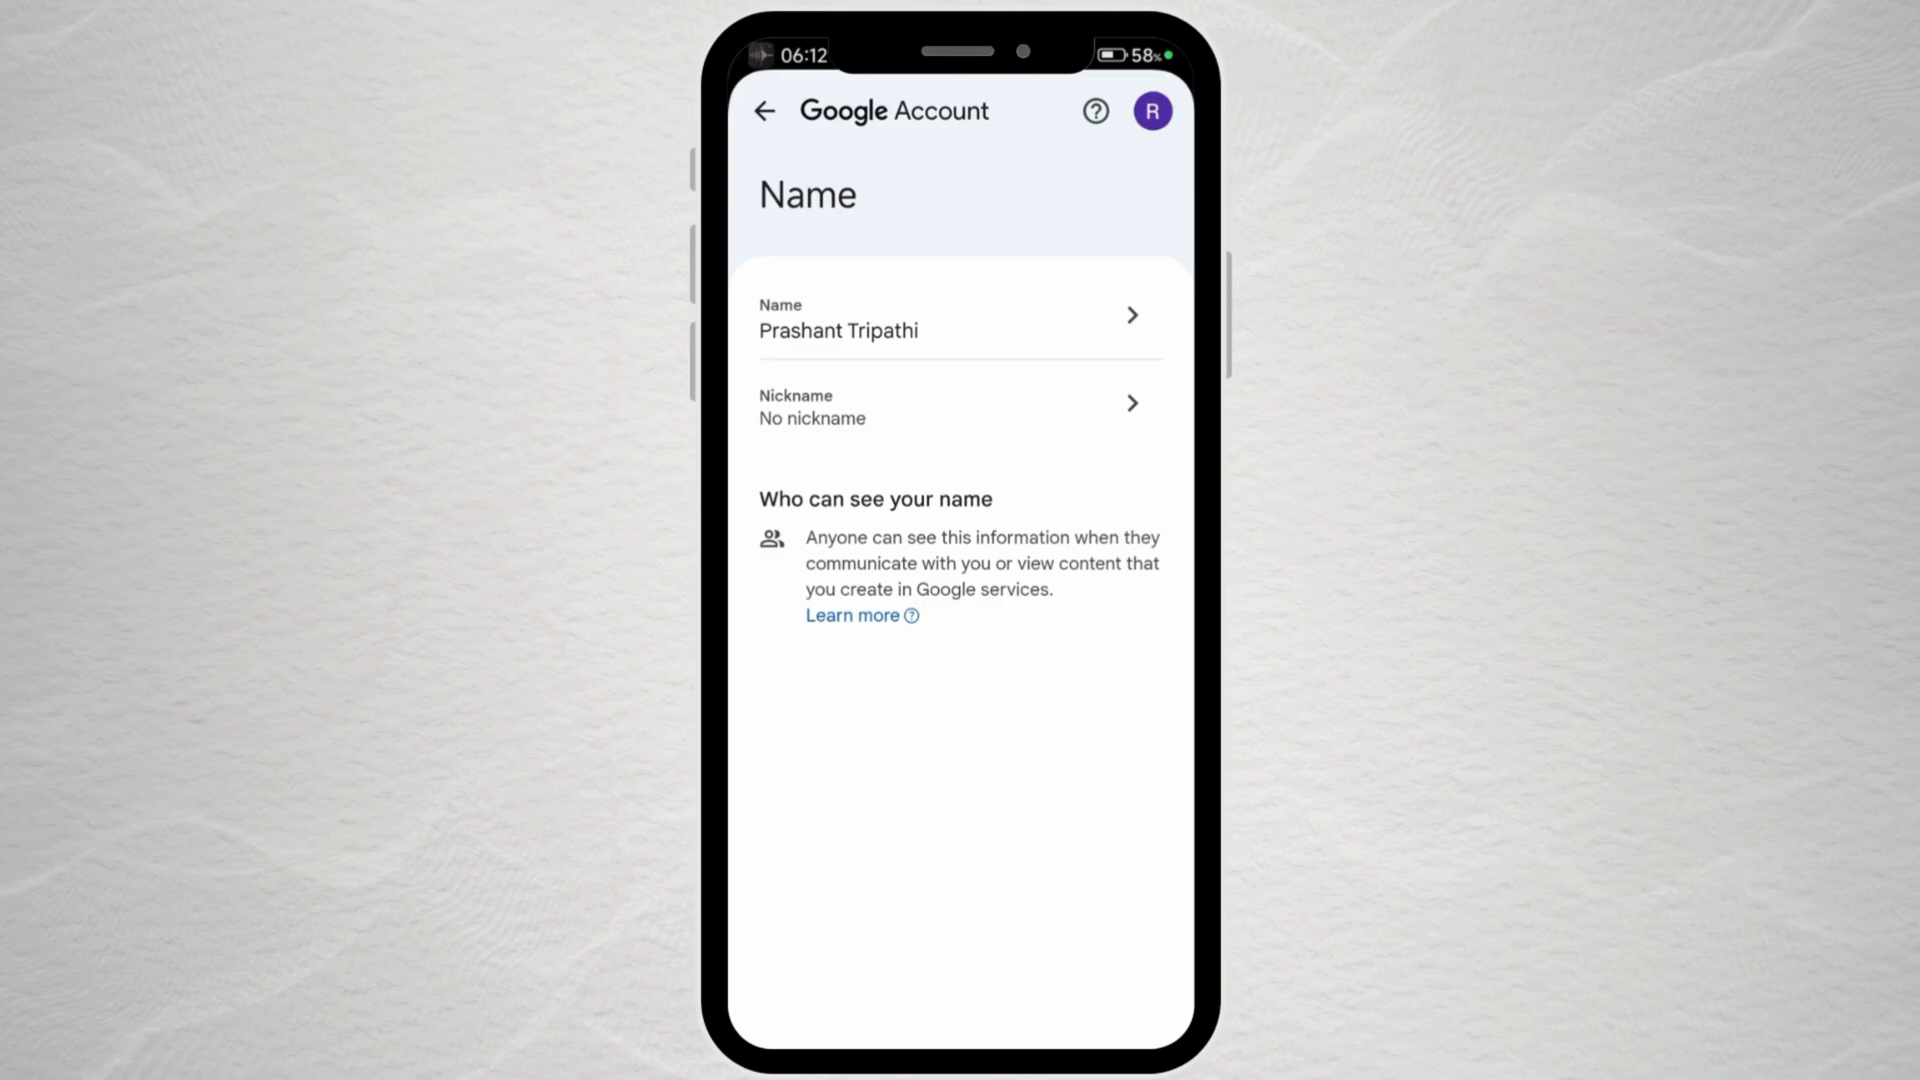 06:12
58%
Google Account
R
Name
Name
Prashant Tripathi
Nickname
No nickname
Who can see your name
Anyone can see this information when they
communicate with you or view content that
you create in Google services.
Learn more